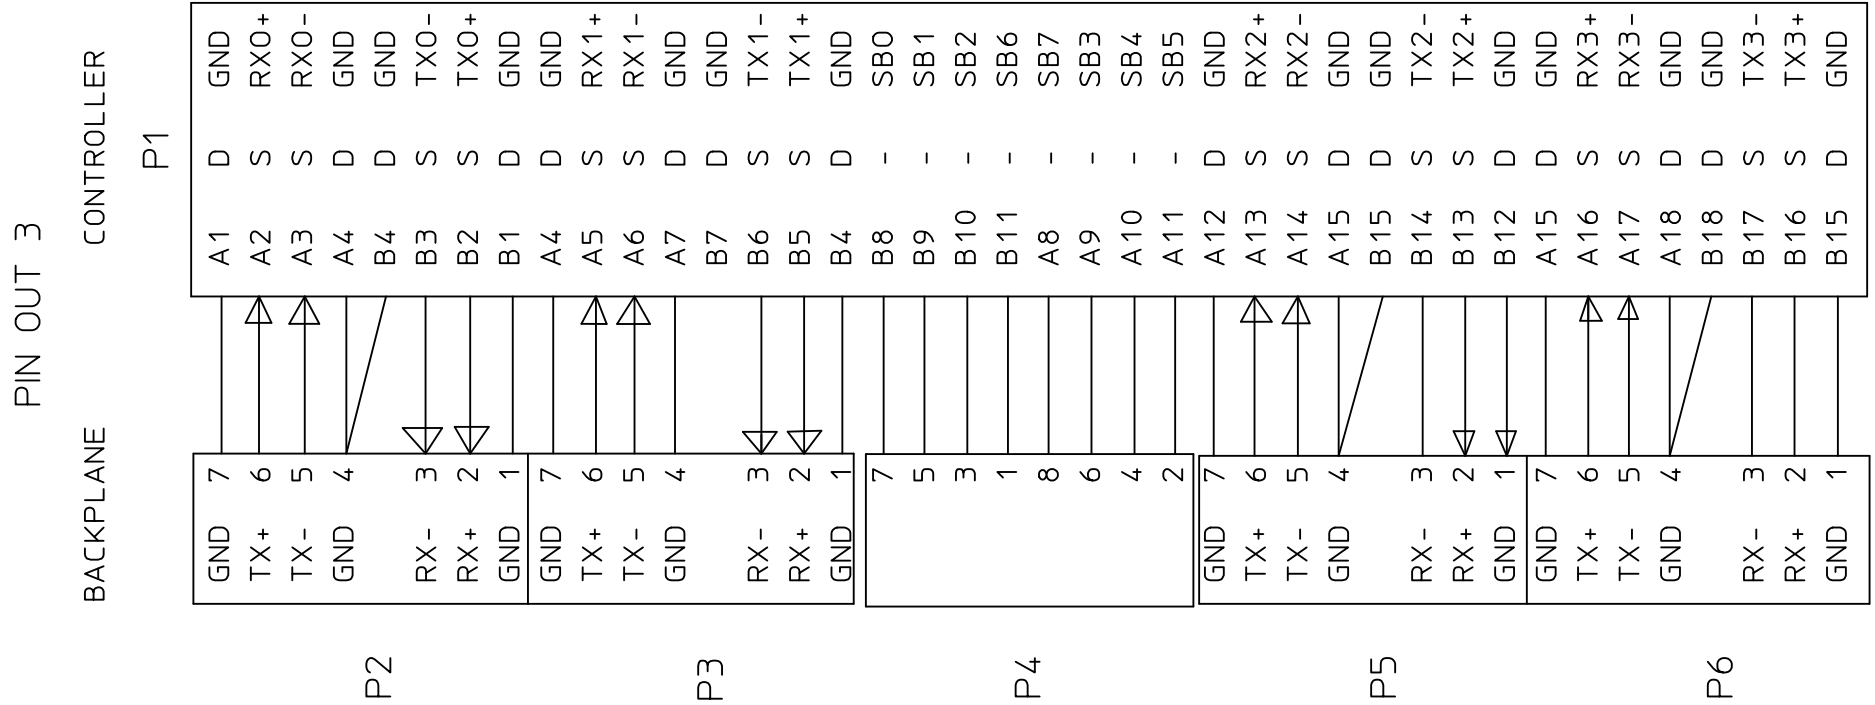 PIN OUT 3
BACKPLANE CONTROLLER
P1
P2
GND 7 A1 D GND
TX+ 6 A2 S RX0+
TX- 5 A3 S RX0-
GND 4 A4 D GND
B4 D GND
RX- 3 B3 S TX0-
RX+ 2 B2 S TX0+
GND 1 B1 D GND
P3
GND 7 A4 D GND
TX+ 6 A5 S RX1+
TX- 5 A6 S RX1-
GND 4 A7 D GND
B7 D GND
RX- 3 B6 S TX1-
RX+ 2 B5 S TX1+
GND 1 B4 D GND
P4
7 B8 - SB0
5 B9 - SB1
3 B10 - SB2
1 B11 - SB6
8 A8 - SB7
6 A9 - SB3
4 A10 - SB4
2 A11 - SB5
P5
GND 7 A12 D GND
TX+ 6 A13 S RX2+
TX- 5 A14 S RX2-
GND 4 A15 D GND
B15 D GND
RX- 3 B14 S TX2-
RX+ 2 B13 S TX2+
GND 1 B12 D GND
P6
GND 7 A15 D GND
TX+ 6 A16 S RX3+
TX- 5 A17 S RX3-
GND 4 A18 D GND
B18 D GND
RX- 3 B17 S TX3-
RX+ 2 B16 S TX3+
GND 1 B15 D GND